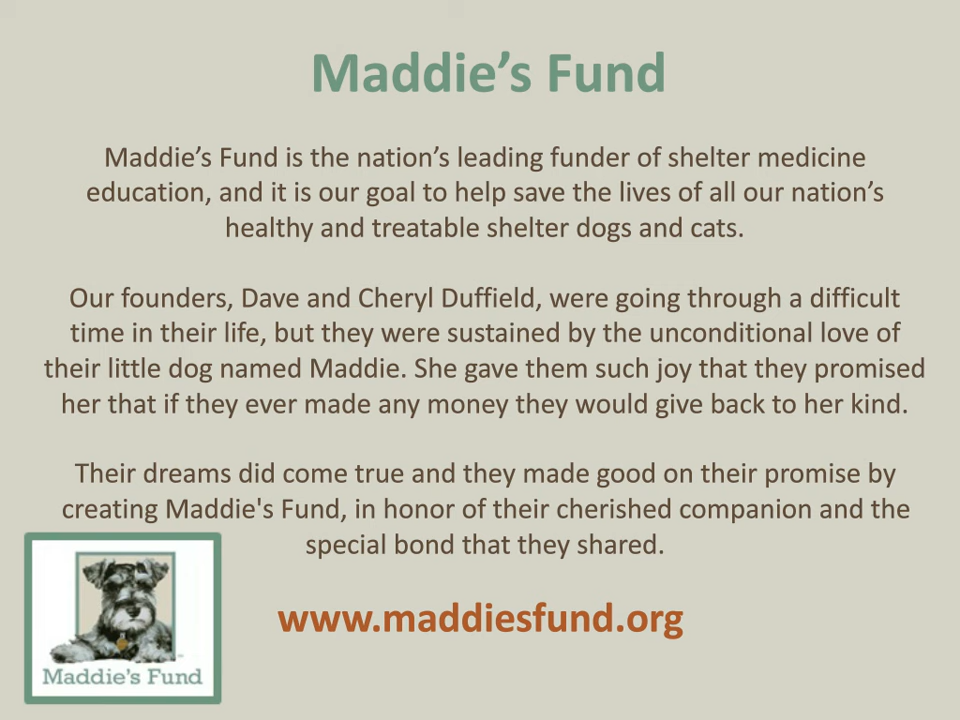 Maddie’s Fund
Maddie’s Fund is the nation’s leading funder of shelter medicine
education, and it is our goal to help save the lives of all our nation’s
healthy and treatable shelter dogs and cats.
Our founders, Dave and Cheryl Duffield, were going through a difficult
time in their life, but they were sustained by the unconditional love of
their little dog named Maddie. She gave them such joy that they promised
her that if they ever made any money they would give back to her kind.
Their dreams did come true and they made good on their promise by
creating Maddie's Fund, in honor of their cherished companion and the
special bond that they shared.
www.maddiesfund.org
Maddie's Fund